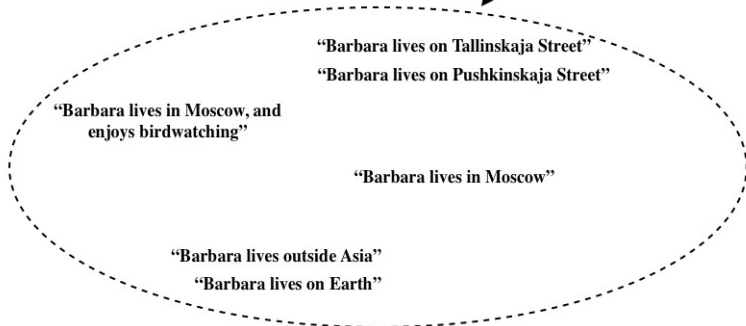 “Barbara lives on Tallinskaja Street”
“Barbara lives on Pushkinskaja Street”
“Barbara lives in Moscow, and
enjoys birdwatching”
“Barbara lives in Moscow”
“Barbara lives outside Asia”
“Barbara lives on Earth”